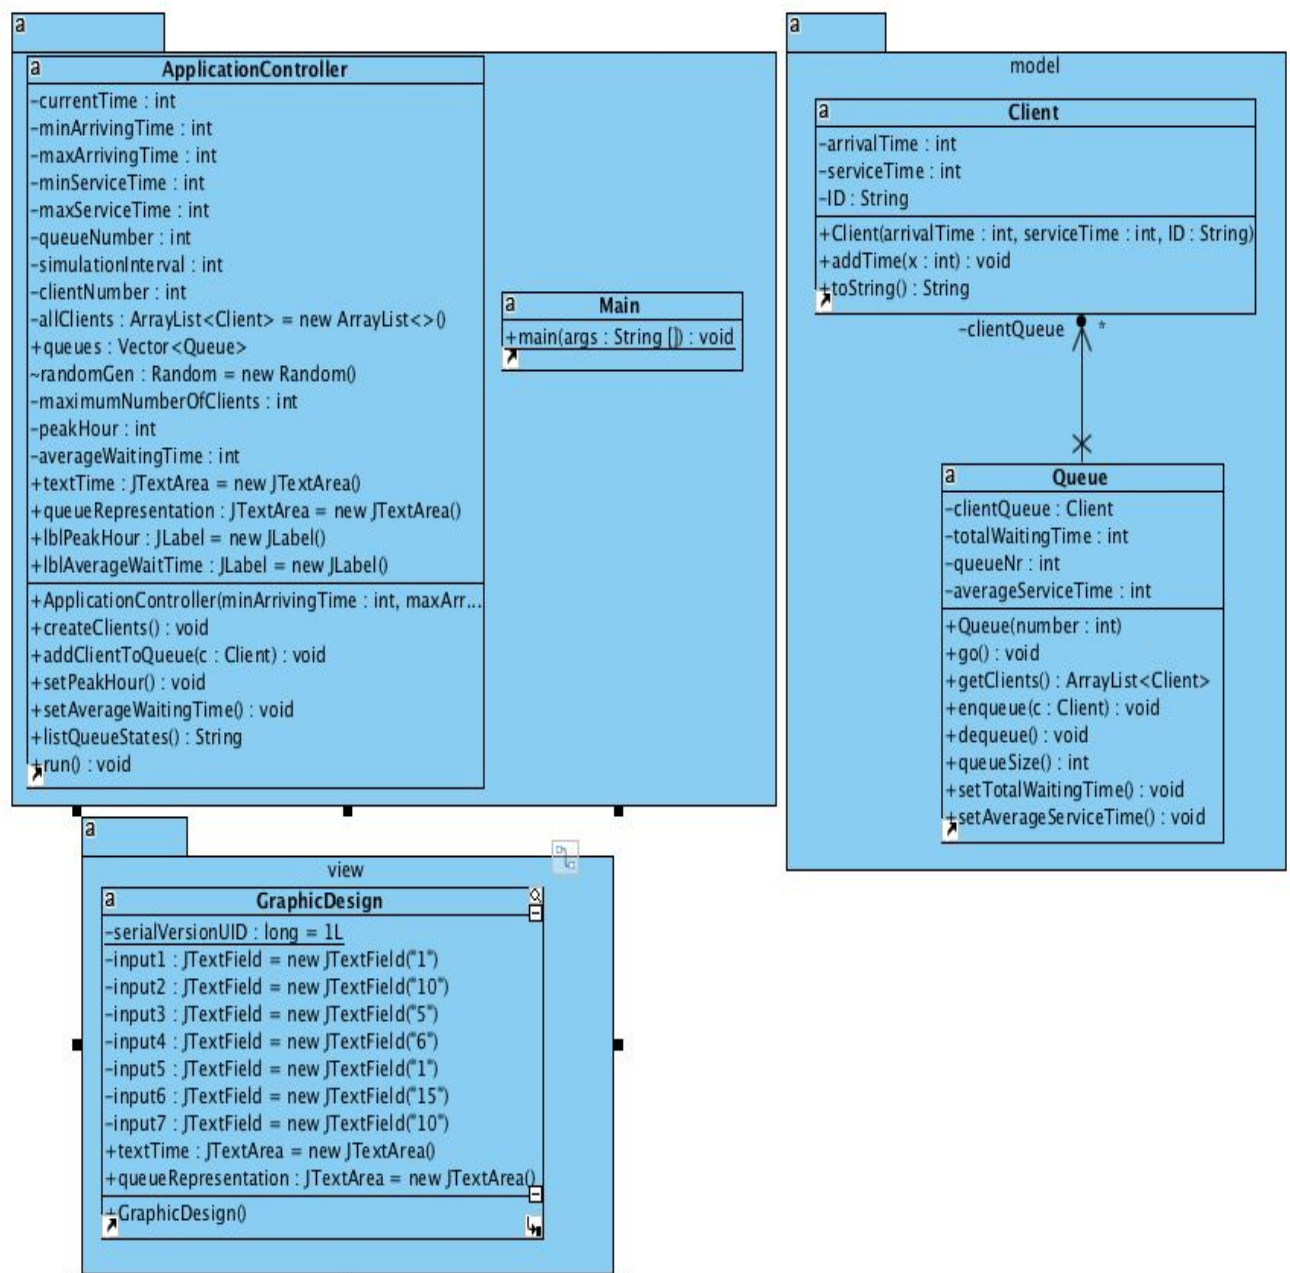 a
a
ApplicationController
-currentTime : int
-minArrivingTime : int
-maxArrivingTime : int
-minServiceTime : int
-maxServiceTime : int
-queueNumber : int
-simulationInterval : int
-clientNumber : int
-allClients : ArrayList<Client> = new ArrayList<>()
+queues : Vector<Queue>
~randomGen : Random = new Random()
-maximumNumberOfClients : int
-peakHour : int
-averageWaitingTime : int
+textTime : JTextArea = new JTextArea()
+queueRepresentation : JTextArea = new JTextArea()
+lblPeakHour : JLabel = new JLabel()
+lblAverageWaitTime : JLabel = new JLabel()
+ApplicationController(minArrivingTime : int, maxArr...
+createClients() : void
+addClientToQueue(c : Client) : void
+setPeakHour() : void
+setAverageWaitingTime() : void
+listQueueStates() : String
+run() : void
a
Main
+main(args : String []) : void
a
model
a
Client
-arrivalTime : int
-serviceTime : int
-ID : String
+Client(arrivalTime : int, serviceTime : int, ID : String)
+addTime(x : int) : void
+toString() : String
-clientQueue
*
a
Queue
-clientQueue : Client
-totalWaitingTime : int
-queueNr : int
-averageServiceTime : int
+Queue(number : int)
+go() : void
+getClients() : ArrayList<Client>
+enqueue(c : Client) : void
+dequeue() : void
+queueSize() : int
+setTotalWaitingTime() : void
+setAverageServiceTime() : void
a
view
a
GraphicDesign
-serialVersionUID : long = 1L
-input1 : JTextField = new JTextField("1")
-input2 : JTextField = new JTextField("10")
-input3 : JTextField = new JTextField("5")
-input4 : JTextField = new JTextField("6")
-input5 : JTextField = new JTextField("1")
-input6 : JTextField = new JTextField("15")
-input7 : JTextField = new JTextField("10")
+textTime : JTextArea = new JTextArea()
+queueRepresentation : JTextArea = new JTextArea()
+GraphicDesign()